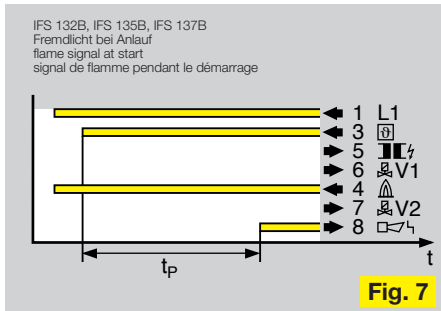 IFS 132B, IFS 135B, IFS 137B
Fremdlicht bei Anlauf
flame signal at start
signal de flamme pendant le démarrage
1 L1
3 ϑ
5
6 V1
4
7 V2
8
t
tP
Fig. 7